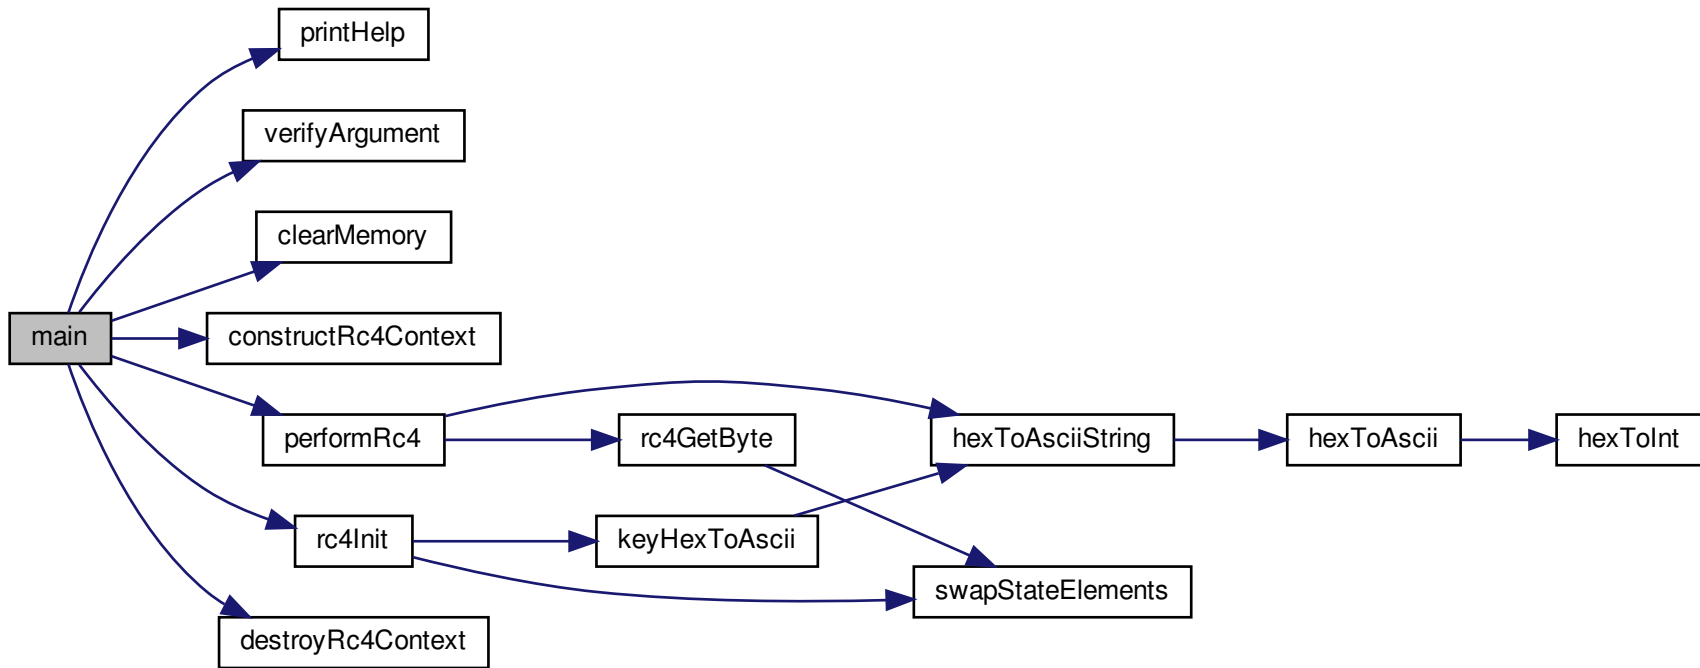 printHelp
verifyArgument
clearMemory
main
constructRc4Context
performRc4
rc4GetByte
hexToAsciiString
hexToAscii
hexToInt
rc4Init
keyHexToAscii
swapStateElements
destroyRc4Context